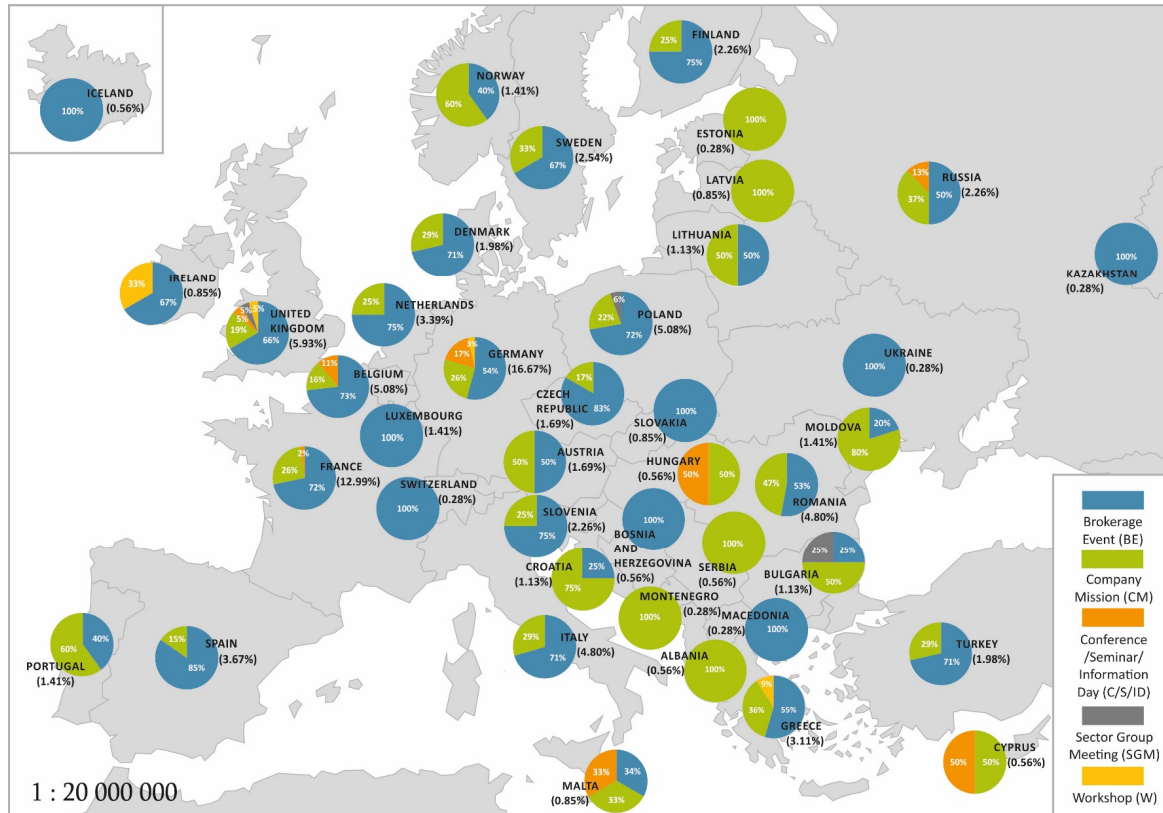 ICELAND
(0.56%)
100%
FINLAND
(2.26%)
25%
75%
NORWAY
(1.41%)
40%
60%
SWEDEN
(2.54%)
33%
67%
ESTONIA
(0.28%)
100%
LATVIA
(0.85%)
100%
RUSSIA
(2.26%)
13%
37%
50%
LITHUANIA
(1.13%)
50%
50%
KAZAKHSTAN
(0.28%)
100%
DENMARK
(1.98%)
29%
71%
IRELAND
(0.85%)
33%
67%
UNITED
KINGDOM
(5.93%)
5%
5%
5%
19%
66%
NETHERLANDS
(3.39%)
25%
75%
POLAND
(5.08%)
6%
22%
72%
GERMANY
(16.67%)
3%
17%
26%
54%
BELGIUM
(5.08%)
11%
16%
73%
CZECH
REPUBLIC
(1.69%)
17%
83%
UKRAINE
(0.28%)
100%
LUXEMBOURG
(1.41%)
100%
SLOVAKIA
(0.85%)
100%
MOLDOVA
(1.41%)
20%
80%
FRANCE
(12.99%)
2%
26%
72%
AUSTRIA
(1.69%)
50%
50%
HUNGARY
(0.56%)
50%
50%
ROMANIA
(4.80%)
47%
53%
SWITZERLAND
(0.28%)
100%
SLOVENIA
(2.26%)
25%
75%
BOSNIA
AND
HERZEGOVINA
(0.56%)
100%
SERBIA
(0.56%)
100%
BULGARIA
(1.13%)
25%
25%
50%
CROATIA
(1.13%)
25%
75%
MONTENEGRO
(0.28%)
100%
MACEDONIA
(0.28%)
100%
PORTUGAL
(1.41%)
60%
40%
SPAIN
(3.67%)
15%
85%
ITALY
(4.80%)
29%
71%
ALBANIA
(0.56%)
100%
TURKEY
(1.98%)
29%
71%
GREECE
(3.11%)
9%
36%
55%
MALTA
(0.85%)
33%
34%
33%
CYPRUS
(0.56%)
50%
50%
1 : 20 000 000
Brokerage
Event (BE)
Company
Mission (CM)
Conference
/Seminar/
Information
Day (C/S/ID)
Sector Group
Meeting (SGM)
Workshop (W)